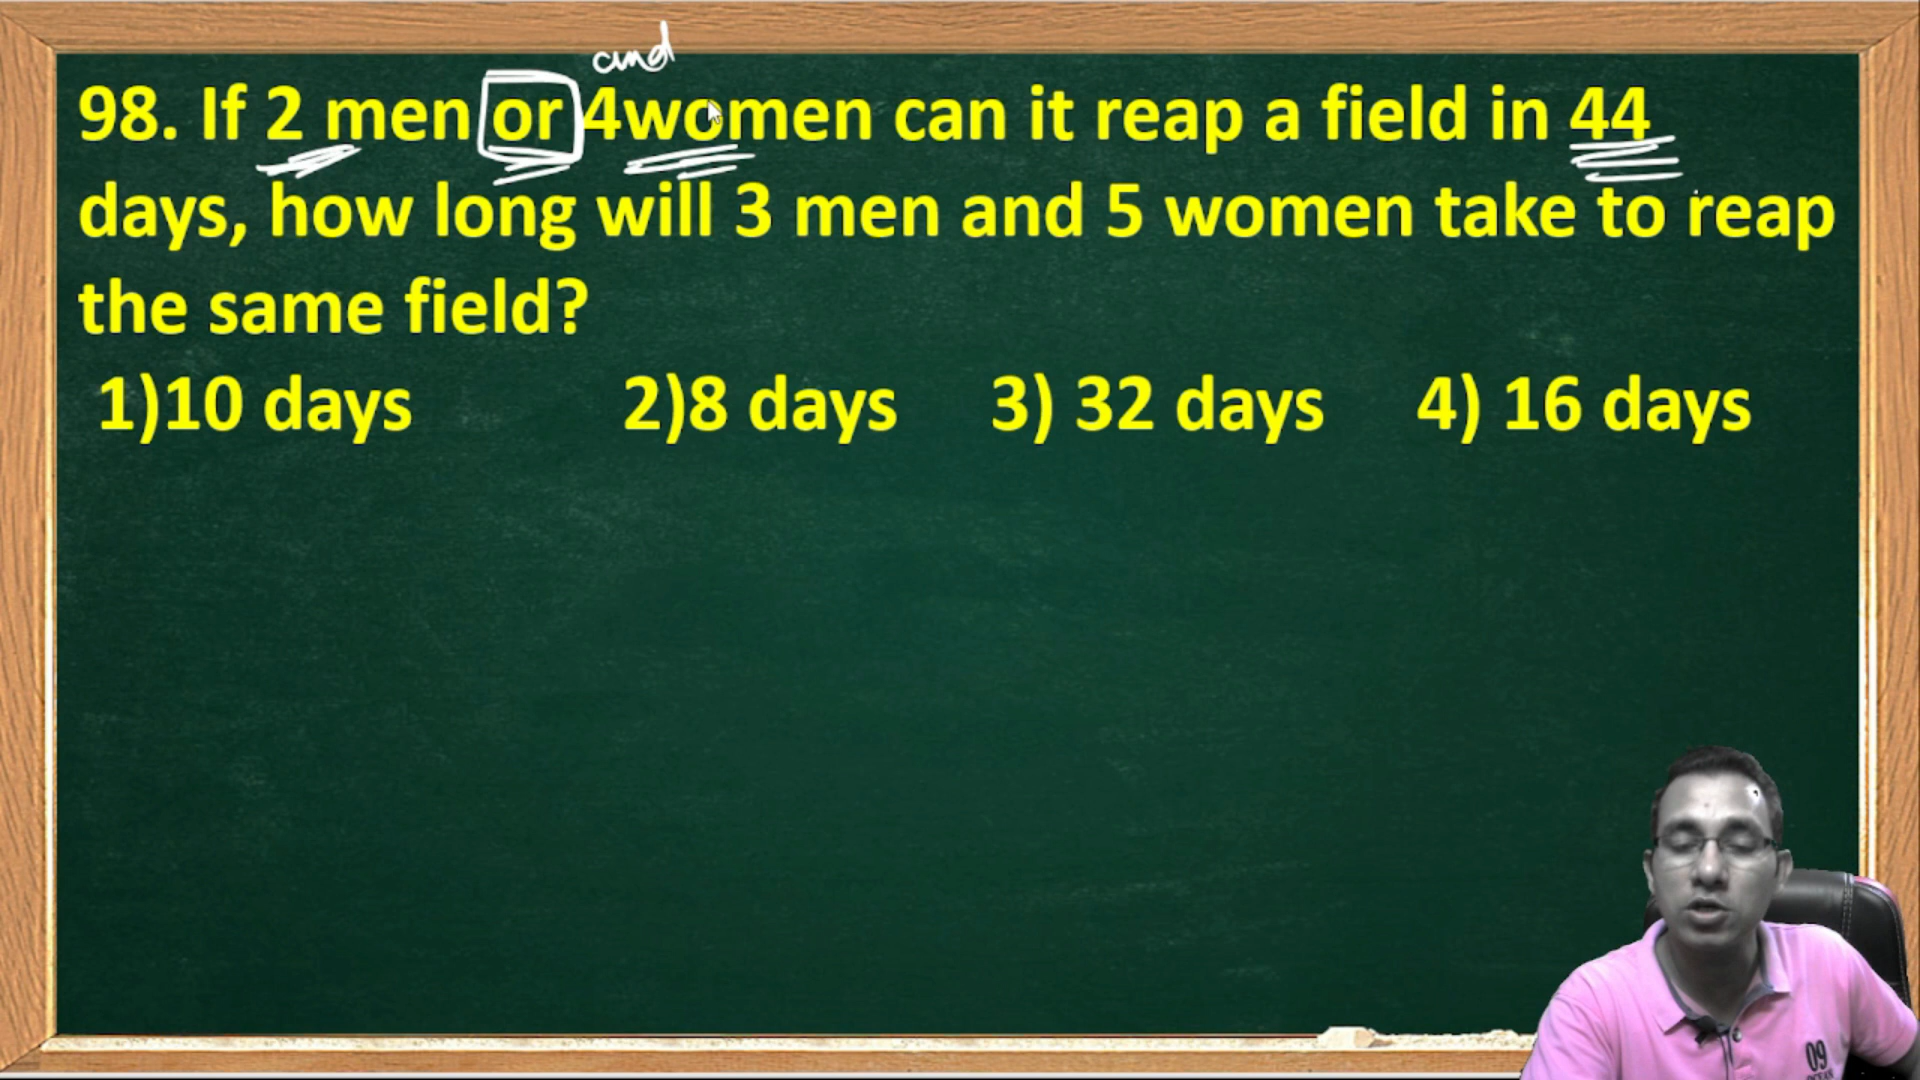 and
98. If 2 men or 4women can it reap a field in 44
days, how long will 3 men and 5 women take to reap
the same field?
1)10 days 2)8 days 3) 32 days 4) 16 days
09